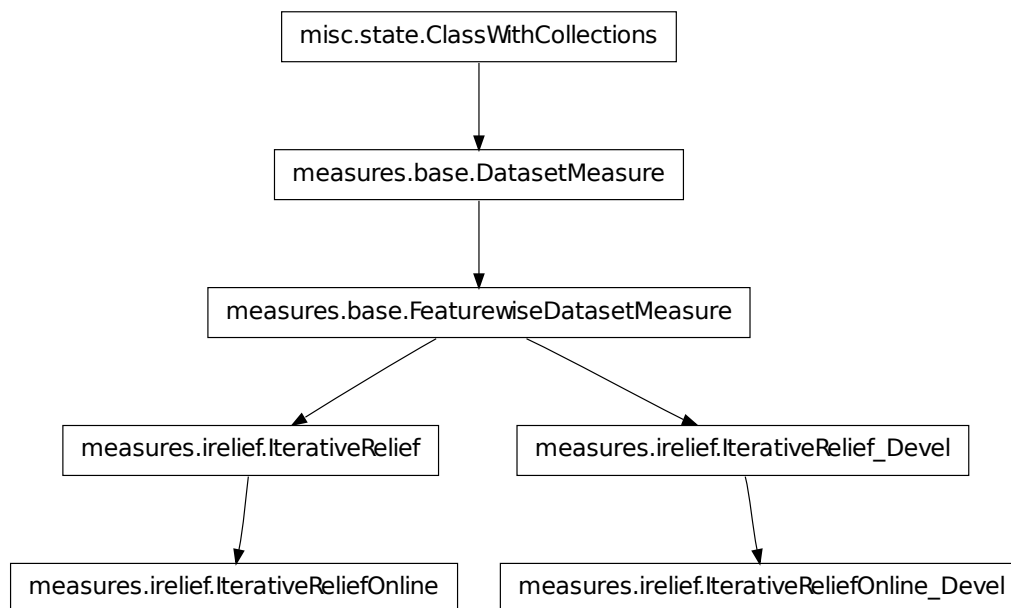 misc.state.ClassWithCollections
measures.base.DatasetMeasure
measures.base.FeaturewiseDatasetMeasure
measures.irelief.IterativeRelief
measures.irelief.IterativeRelief_Devel
measures.irelief.IterativeReliefOnline
measures.irelief.IterativeReliefOnline_Devel